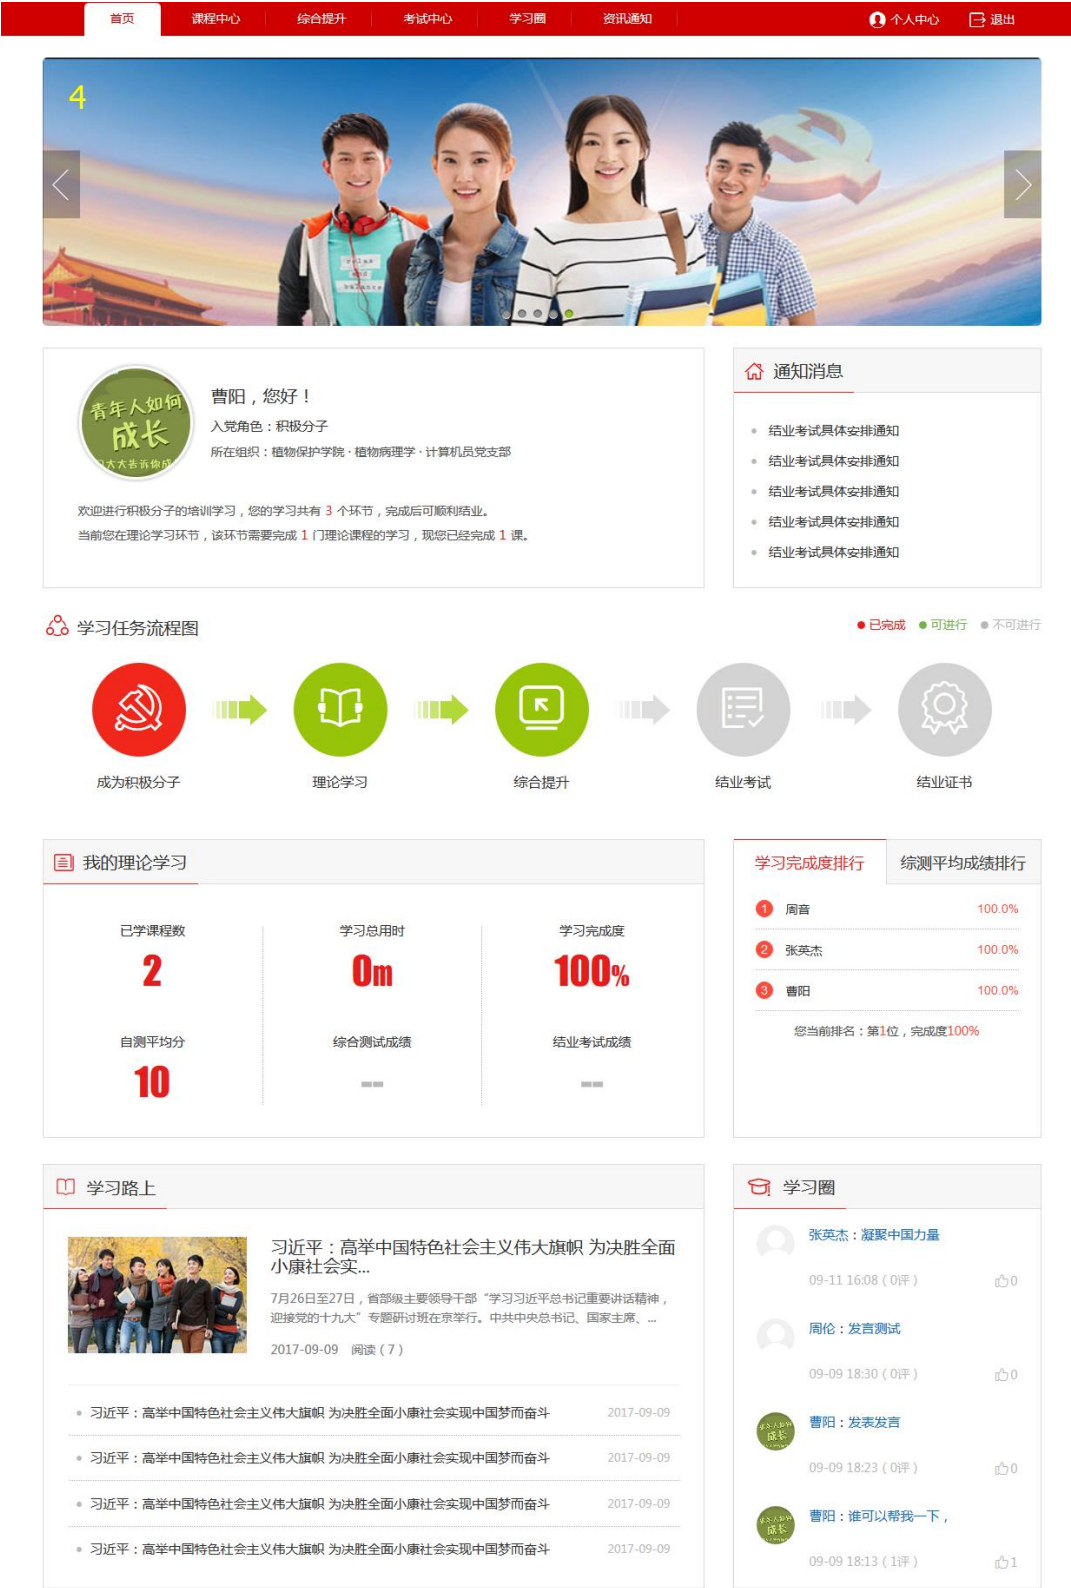 首页 课程中心 综合提升 考试中心 学习圈 资讯通知 个人中心 退出
4
青年人如何
成长
曹阳，您好！
入党角色：积极分子
所在组织：植物保护学院 · 植物病理学 · 计算机员党支部
欢迎进行积极分子的培训学习，您的学习共有 3 个环节，完成后可顺利结业。
当前您在理论学习环节，该环节需要完成 1 门理论课程的学习，现您已经完成 1 课。
通知消息
结业考试具体安排通知
结业考试具体安排通知
结业考试具体安排通知
结业考试具体安排通知
结业考试具体安排通知
学习任务流程图
已完成 可进行 不可进行
成为积极分子 理论学习 综合提升 结业考试 结业证书
我的理论学习
已学课程数 学习总用时 学习完成度
2 0m 100%
自测平均分 综合测试成绩 结业考试成绩
10 -- --
学习完成度排行 综测平均成绩排行
1 周音 100.0%
2 张英杰 100.0%
3 曹阳 100.0%
您当前排名：第1位，完成度100%
学习路上
习近平：高举中国特色社会主义伟大旗帜 为决胜全面
小康社会实...
7月26日至27日，省部级主要领导干部“学习习近平总书记重要讲话精神，
迎接党的十九大”专题研讨班在京举行。中共中央总书记、国家主席、...
2017-09-09 阅读（7）
习近平：高举中国特色社会主义伟大旗帜 为决胜全面小康社会实现中国梦而奋斗 2017-09-09
习近平：高举中国特色社会主义伟大旗帜 为决胜全面小康社会实现中国梦而奋斗 2017-09-09
习近平：高举中国特色社会主义伟大旗帜 为决胜全面小康社会实现中国梦而奋斗 2017-09-09
习近平：高举中国特色社会主义伟大旗帜 为决胜全面小康社会实现中国梦而奋斗 2017-09-09
学习圈
张英杰：凝聚中国力量
09-11 16:08（0评） 0
周伦：发言测试
09-09 18:30（0评） 0
曹阳：发表发言
09-09 18:23（0评） 0
曹阳：谁可以帮我一下，
09-09 18:13（1评） 1